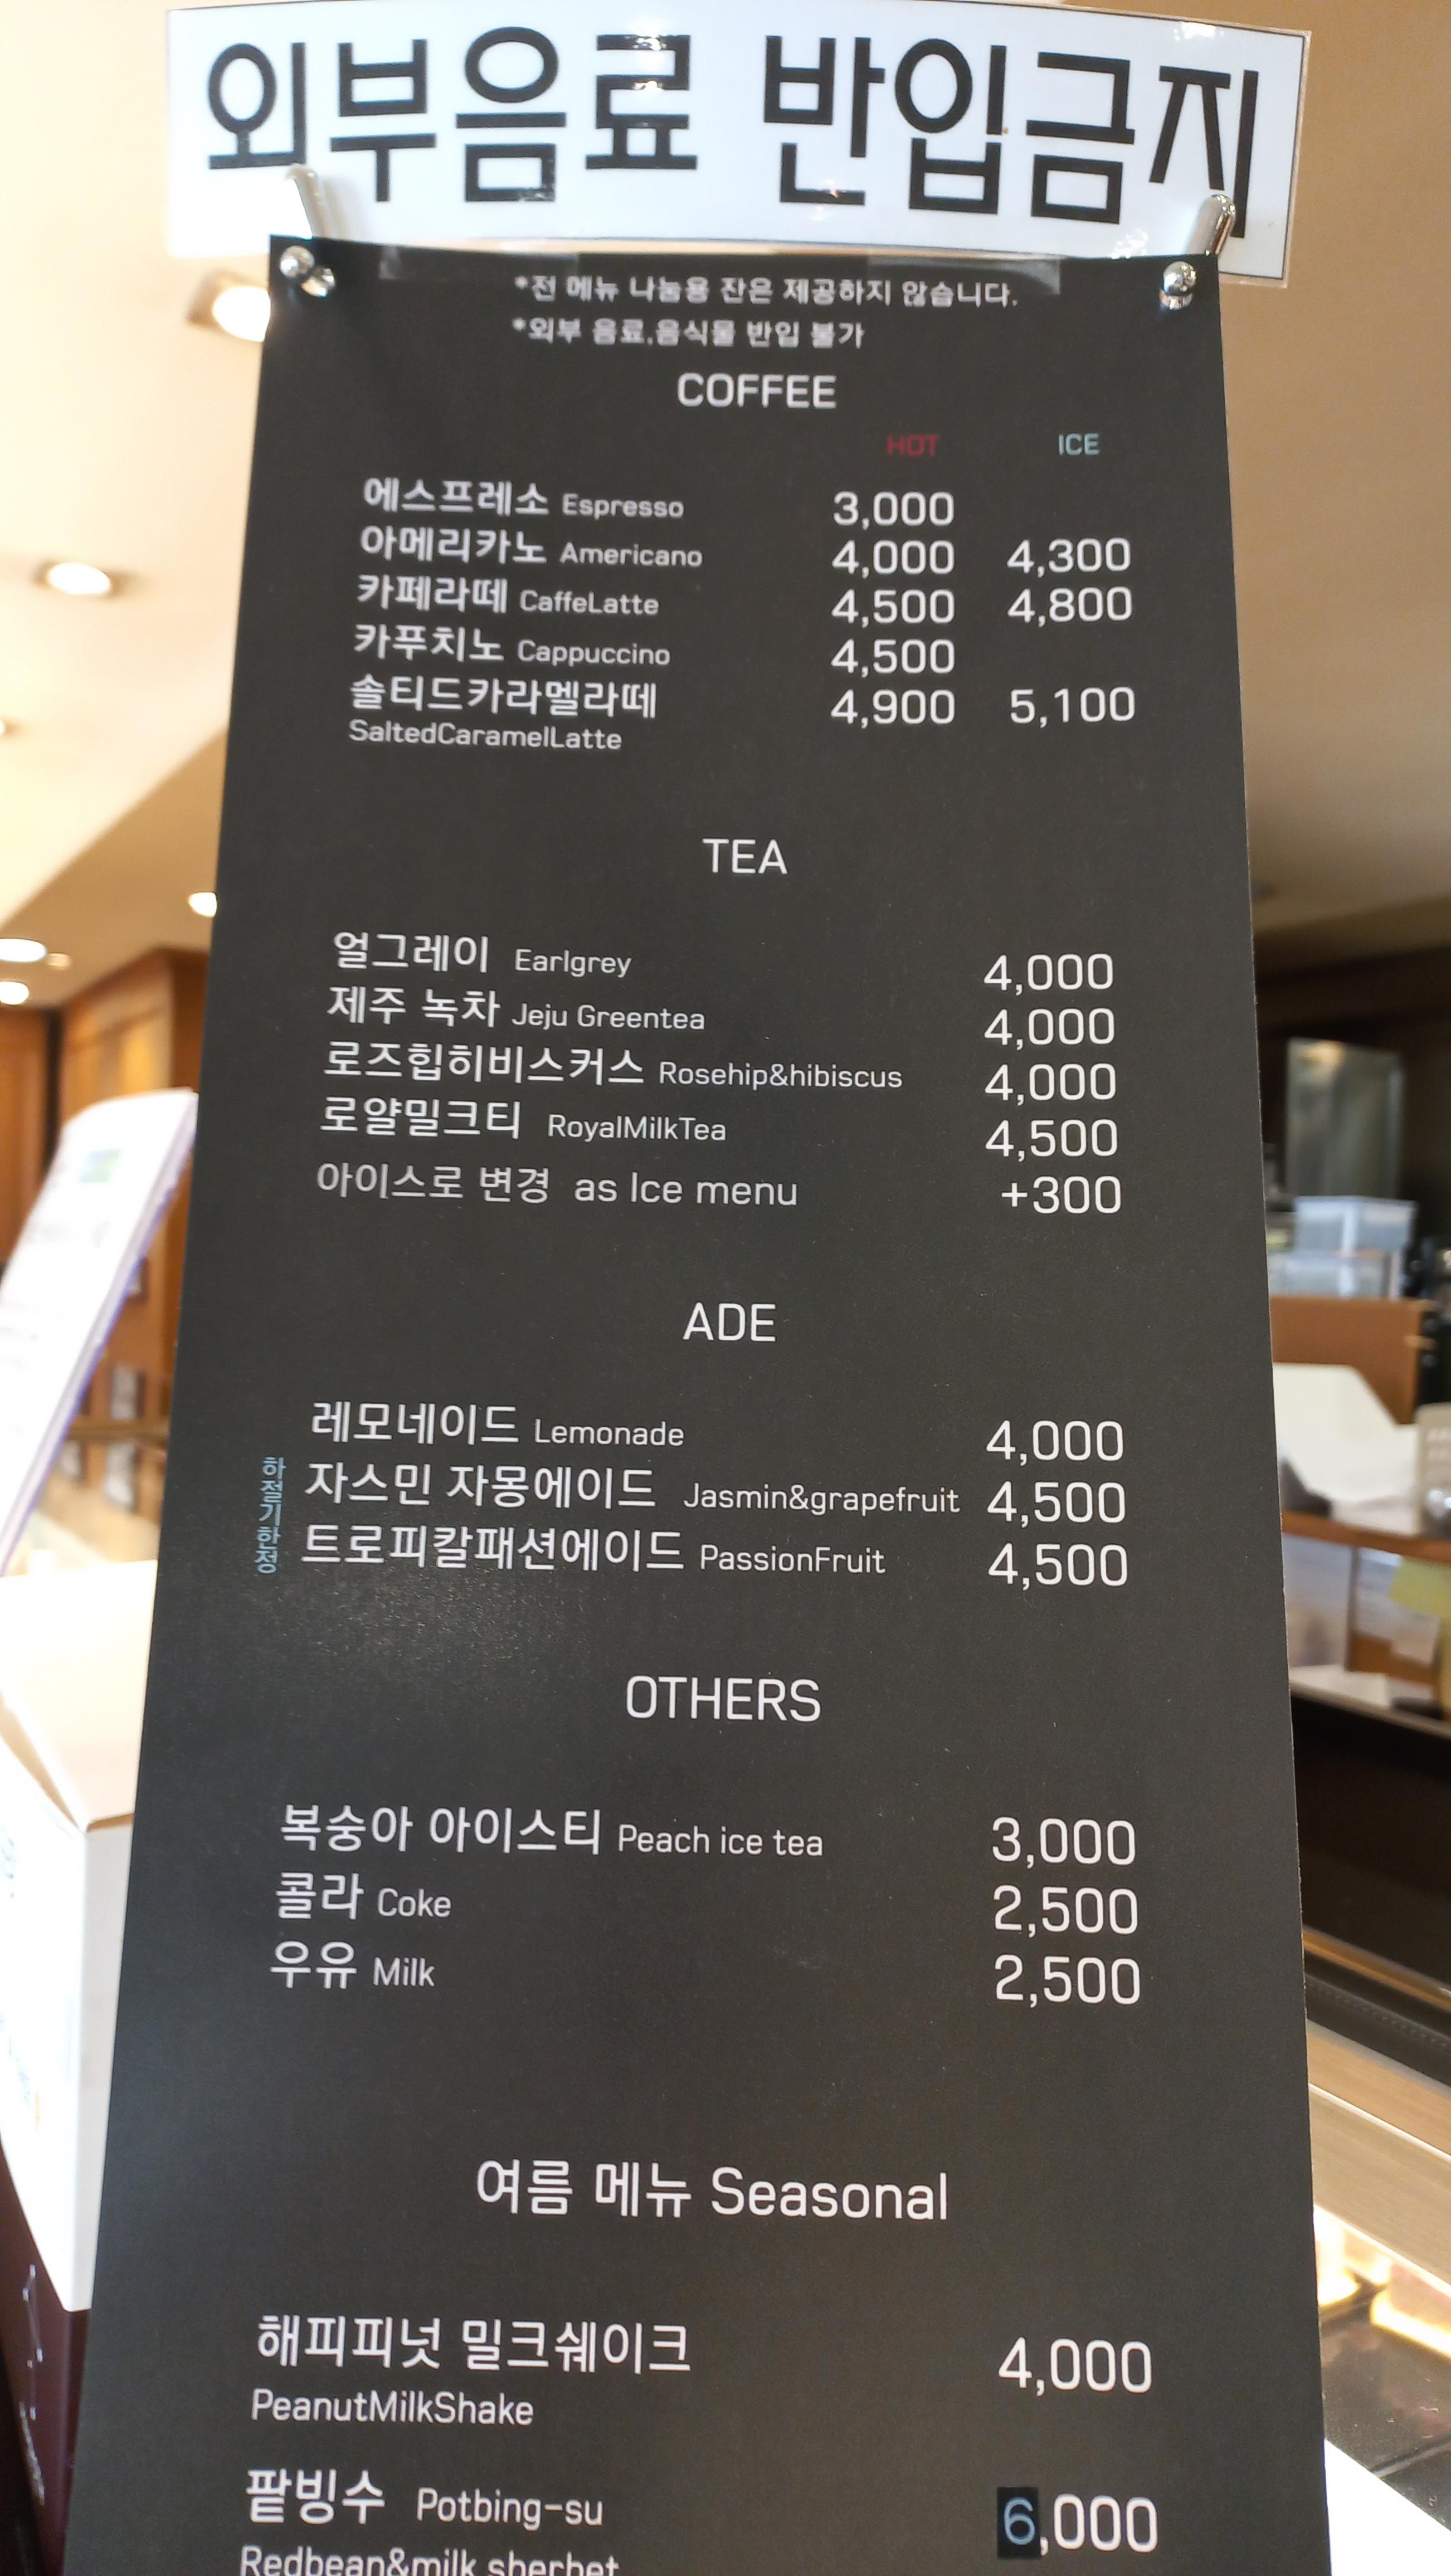 외부음료 반입금지
*전 메뉴 나눔용 잔은 제공하지 않습니다.
*외부 음료,음식물 반입 불가
COFFEE
HOT ICE
에스프레소 Espresso 3,000
아메리카노 Americano 4,000 4,300
카페라떼 CaffeLatte 4,500 4,800
카푸치노 Cappuccino 4,500
솔티드카라멜라떼 4,900 5,100
SaltedCaramelLatte
TEA
얼그레이 Earlgrey 4,000
제주 녹차 Jeju Greentea 4,000
로즈힙히비스커스 Rosehip&hibiscus 4,000
로얄밀크티 RoyalMilkTea 4,500
아이스로 변경 as Ice menu +300
ADE
레모네이드 Lemonade 4,000
하절기한정
자스민 자몽에이드 Jasmin&grapefruit 4,500
트로피칼패션에이드 PassionFruit 4,500
OTHERS
복숭아 아이스티 Peach ice tea 3,000
콜라 Coke 2,500
우유 Milk 2,500
여름 메뉴 Seasonal
해피피넛 밀크쉐이크 4,000
PeanutMilkShake
팥빙수 Potbing-su 6,000
Redbean&milk sherbet